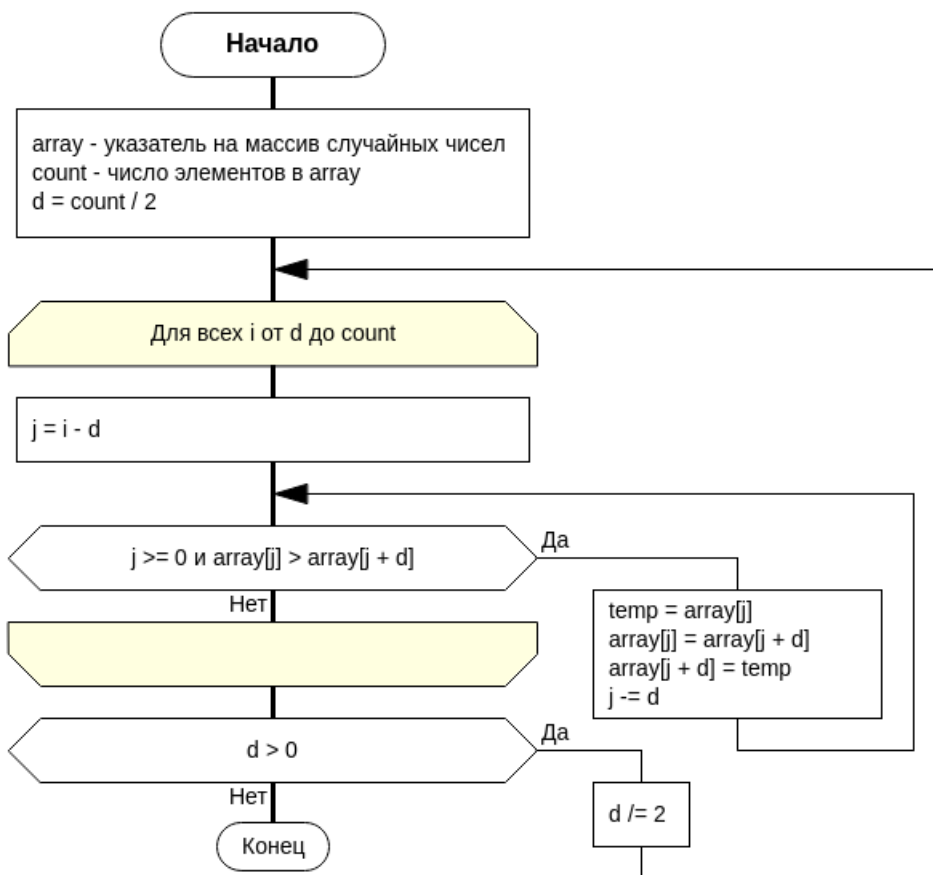 Начало
array - указатель на массив случайных чисел
count - число элементов в array
d = count / 2
Для всех i от d до count
j = i - d
j >= 0 и array[j] > array[j + d]
Да
Нет
temp = array[j]
array[j] = array[j + d]
array[j + d] = temp
j -= d
d > 0
Да
Нет
d /= 2
Конец